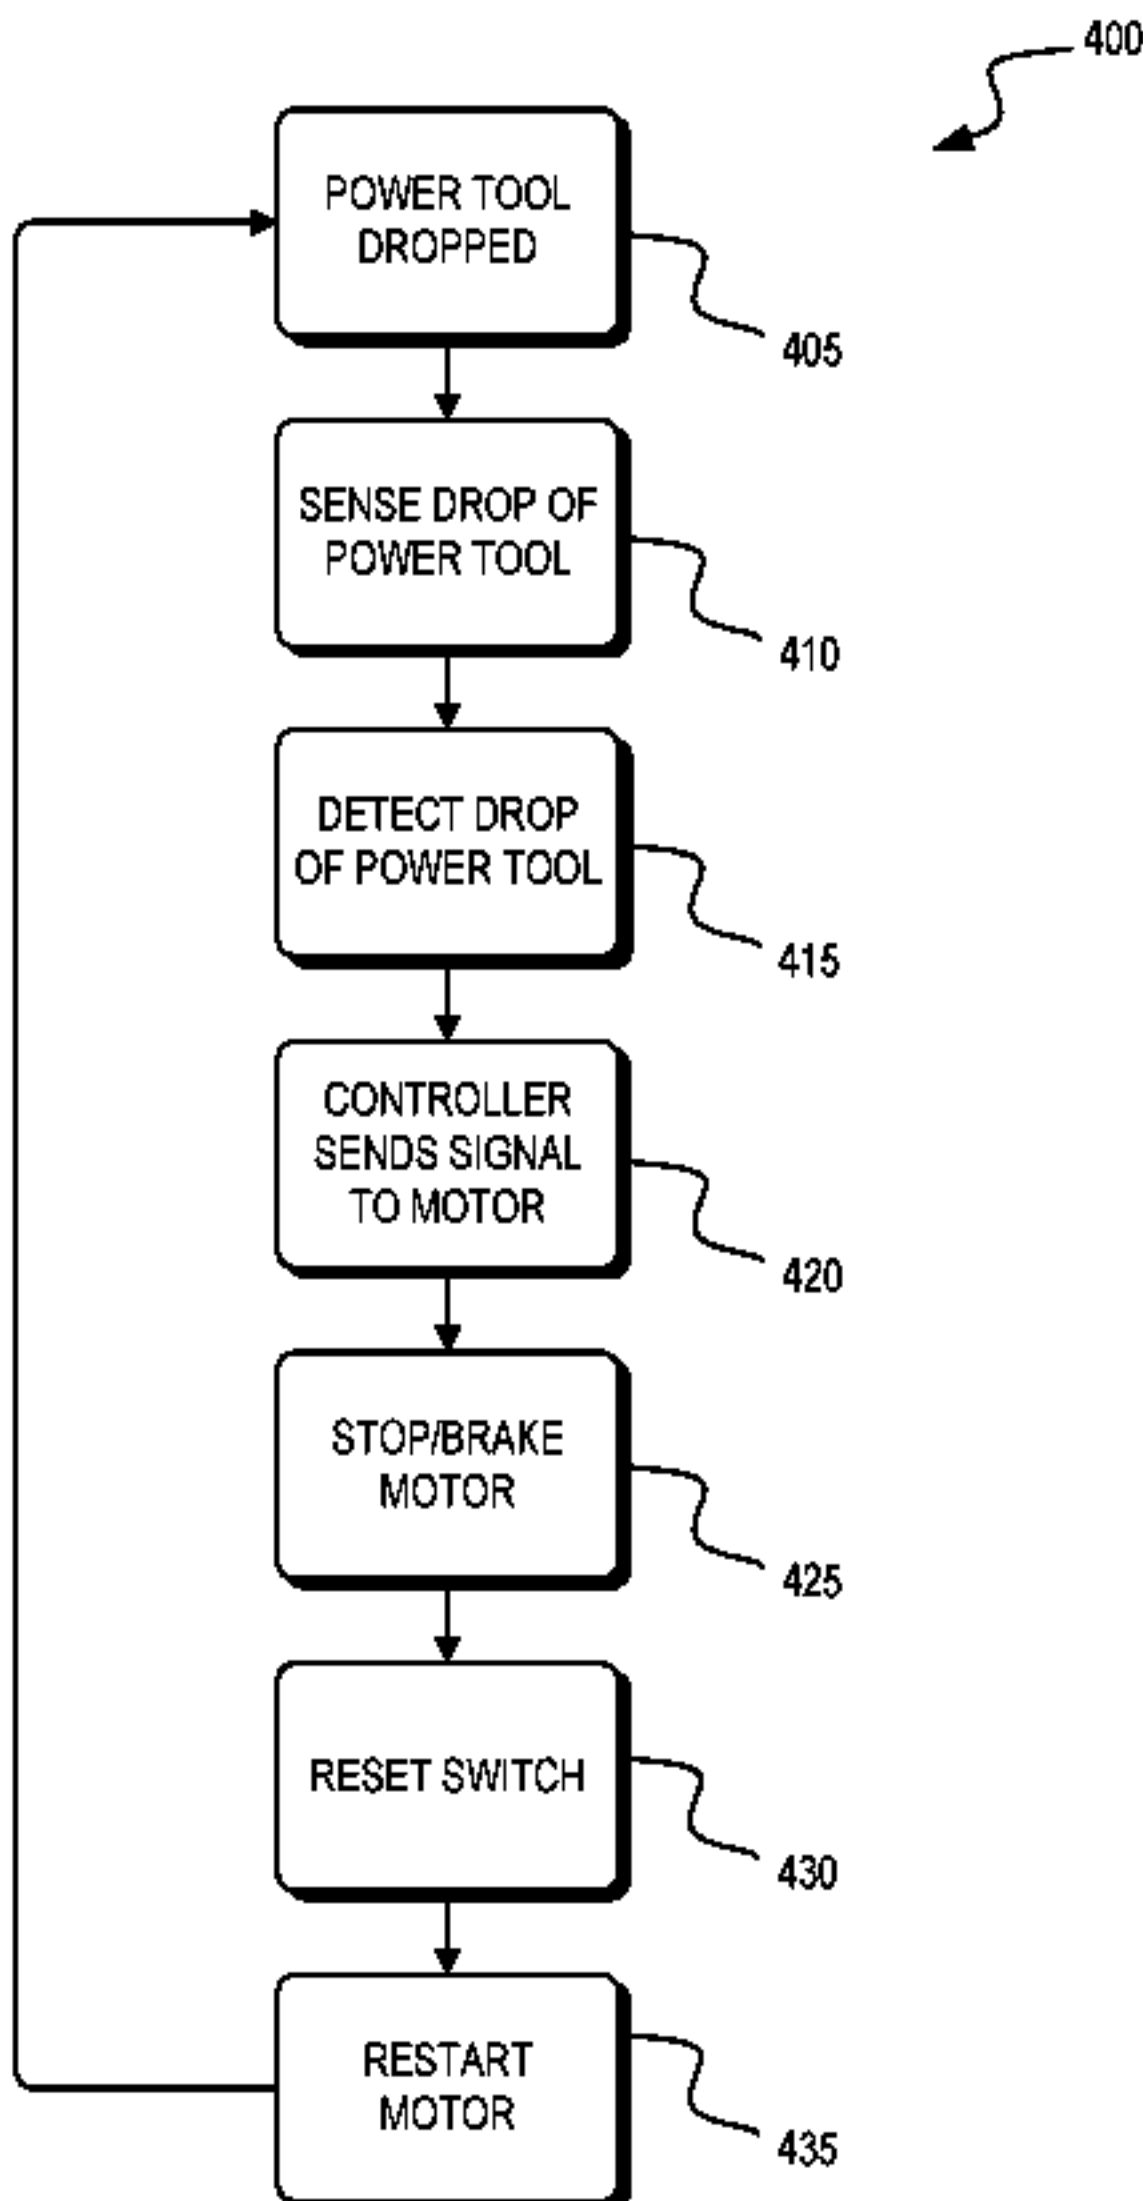 400
POWER TOOL
DROPPED
405
SENSE DROP OF
POWER TOOL
410
DETECT DROP
OF POWER TOOL
415
CONTROLLER
SENDS SIGNAL
TO MOTOR
420
STOP/BRAKE
MOTOR
425
RESET SWITCH
430
RESTART
MOTOR
435